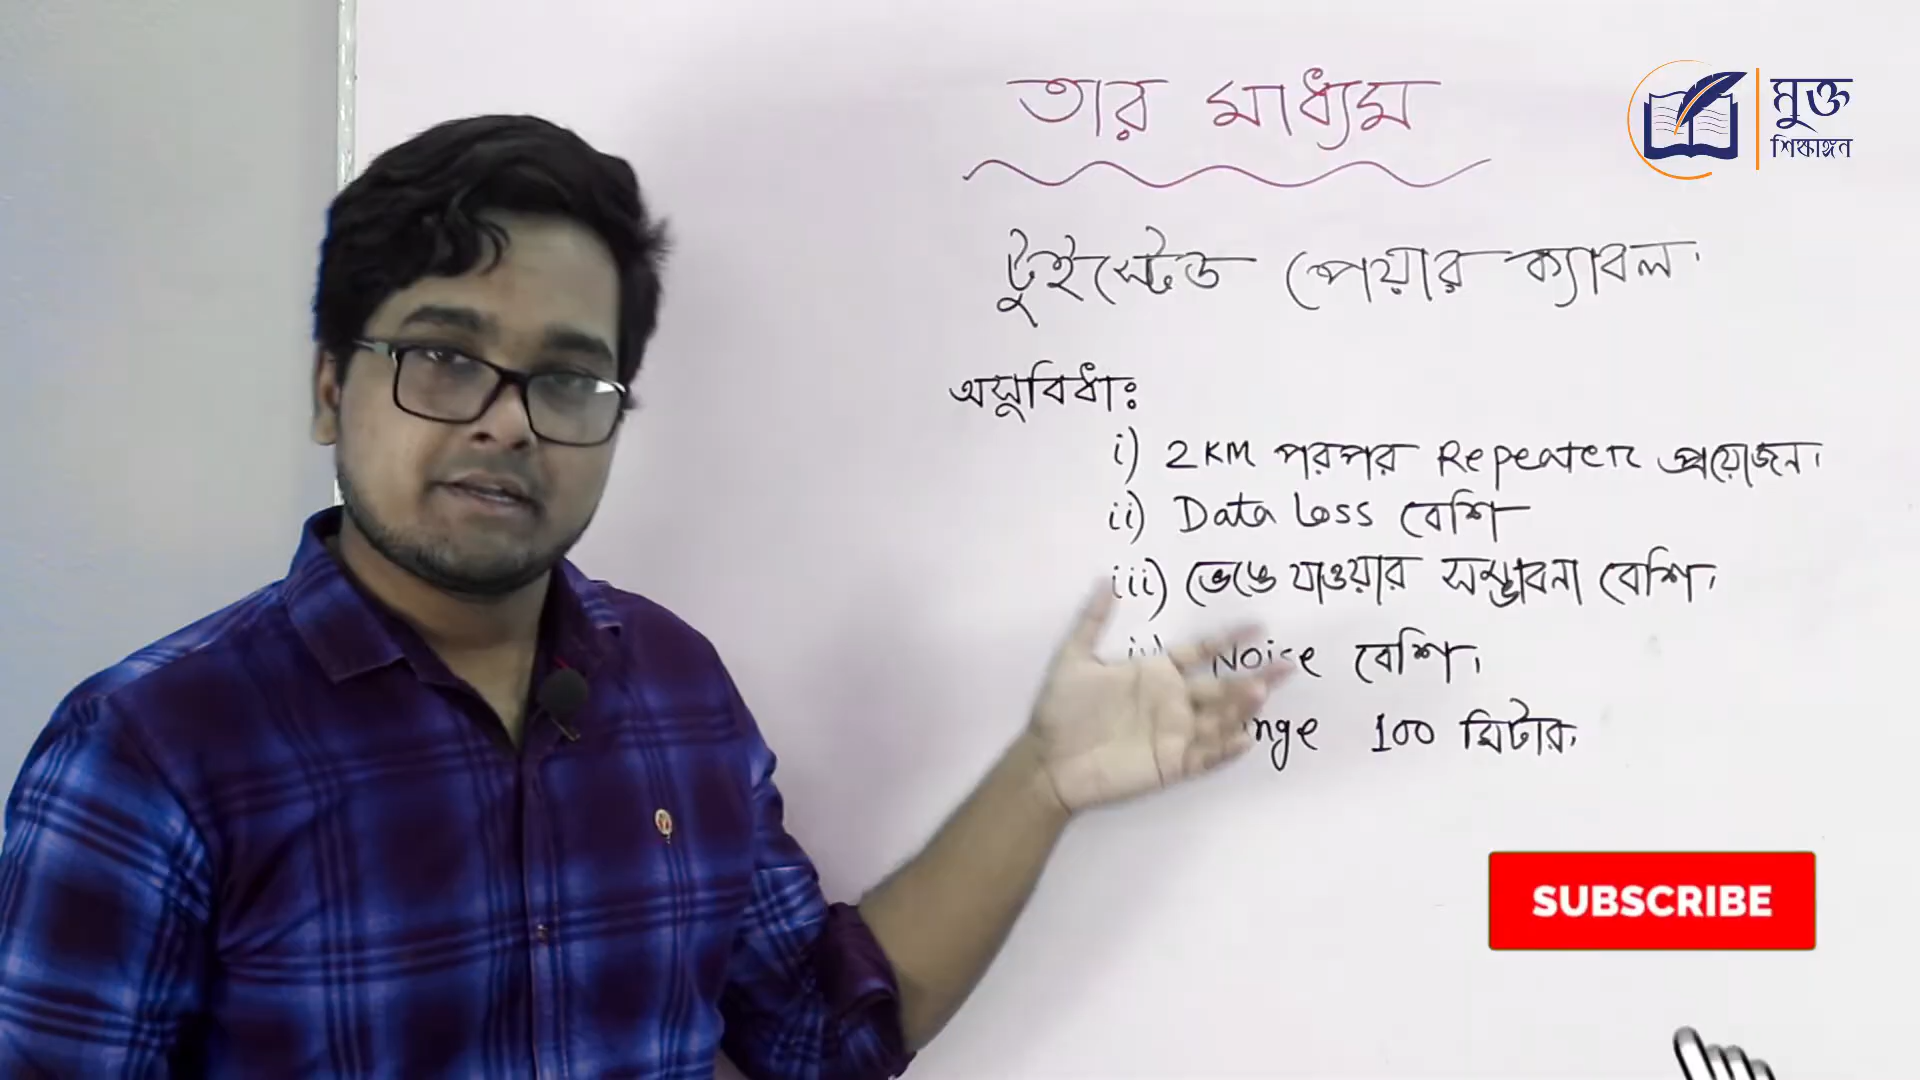 তার মাধ্যম
মুক্ত
শিক্ষাঙ্গন
টুইস্টেড পেয়ার ক্যাবল।
অসুবিধাঃ
i) 2KM পরপর Repeater প্রয়োজন।
ii) Data Loss বেশি
iii) ভেঙে যাওয়ার সম্ভাবনা বেশি।
Noise বেশি।
100 মিটার।
SUBSCRIBE